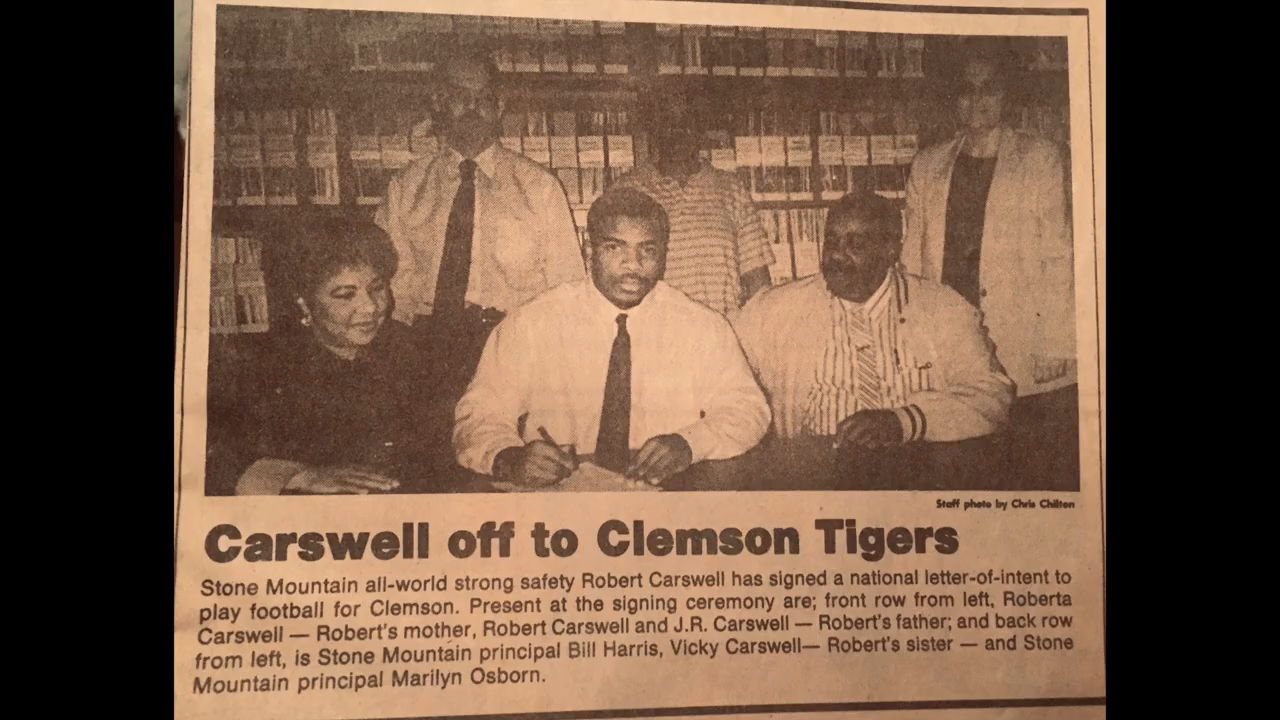 Staff photo by Chris Chilton
Carswell off to Clemson Tigers
Stone Mountain all-world strong safety Robert Carswell has signed a national letter-of-intent to
play football for Clemson. Present at the signing ceremony are; front row from left, Roberta
Carswell — Robert's mother, Robert Carswell and J.R. Carswell — Robert's father; and back row
from left, is Stone Mountain principal Bill Harris, Vicky Carswell— Robert's sister — and Stone
Mountain principal Marilyn Osborn.